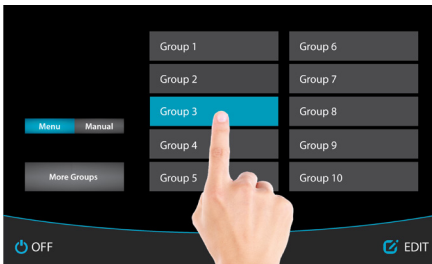 Group 1
Group 6
Group 2
Group 7
Group 3
Group 8
Menu
Manual
Group 4
Group 9
More Groups
Group 5
Group 10
OFF
EDIT